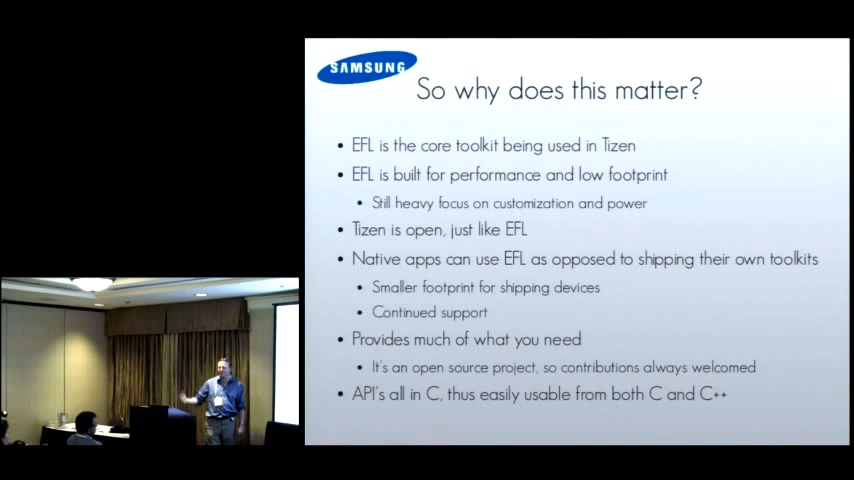 SAMSUNG
So why does this matter?
• EFL is the core toolkit being used in Tizen
• EFL is built for performance and low footprint
• Still heavy focus on customization and power
• Tizen is open, just like EFL
• Native apps can use EFL as opposed to shipping their own toolkits
• Smaller footprint for shipping devices
• Continued support
• Provides much of what you need
• It's an open source project, so contributions always welcomed
• API's all in C, thus easily usable from both C and C++